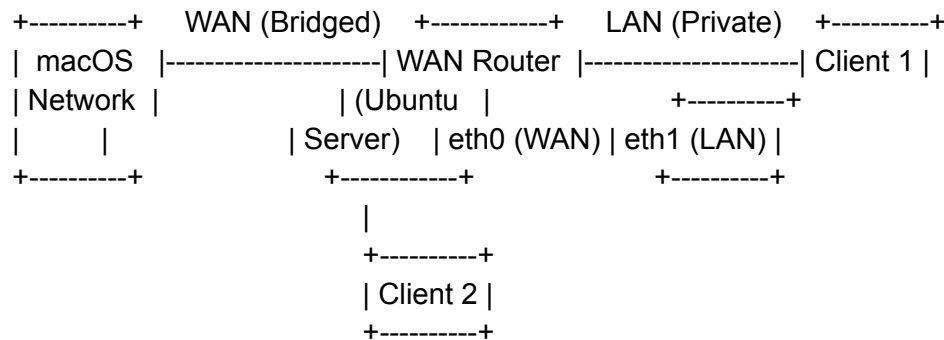 +----------+     WAN (Bridged)     +------------+     LAN (Private)     +----------+
|  macOS   |----------------------| WAN Router  |----------------------| Client 1 |
| Network  |                      | (Ubuntu   |                         +----------+
|          |                | Server)    | eth0 (WAN) | eth1 (LAN) |
+----------+                      +------------+                      +----------+
|
+----------+
| Client 2 |
+----------+